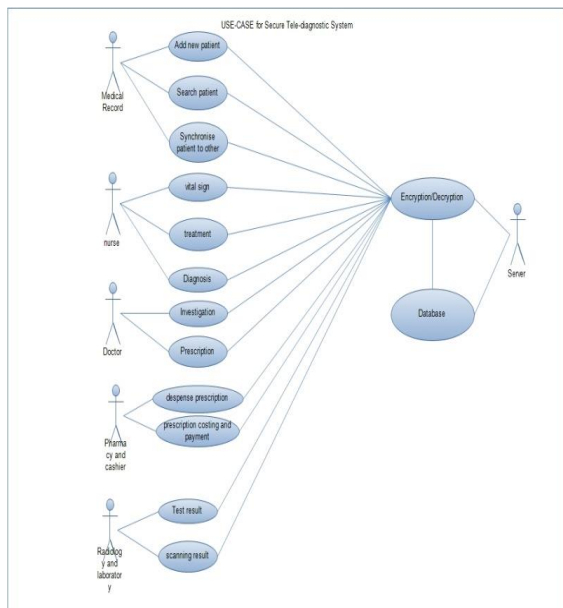 USE-CASE for Secure Tele-diagnostic System
Add new patient
Medical
Record
Search patient
Synchronise
patient to other
vital sign
nurse
treatment
Diagnosis
Encryption/Decryption
Server
Database
Investigation
Doctor
Prescription
despense prescription
prescription costing and
payment
Pharma
cy and
cashier
Test result
scanning result
Radiolog
y and
laborator
y